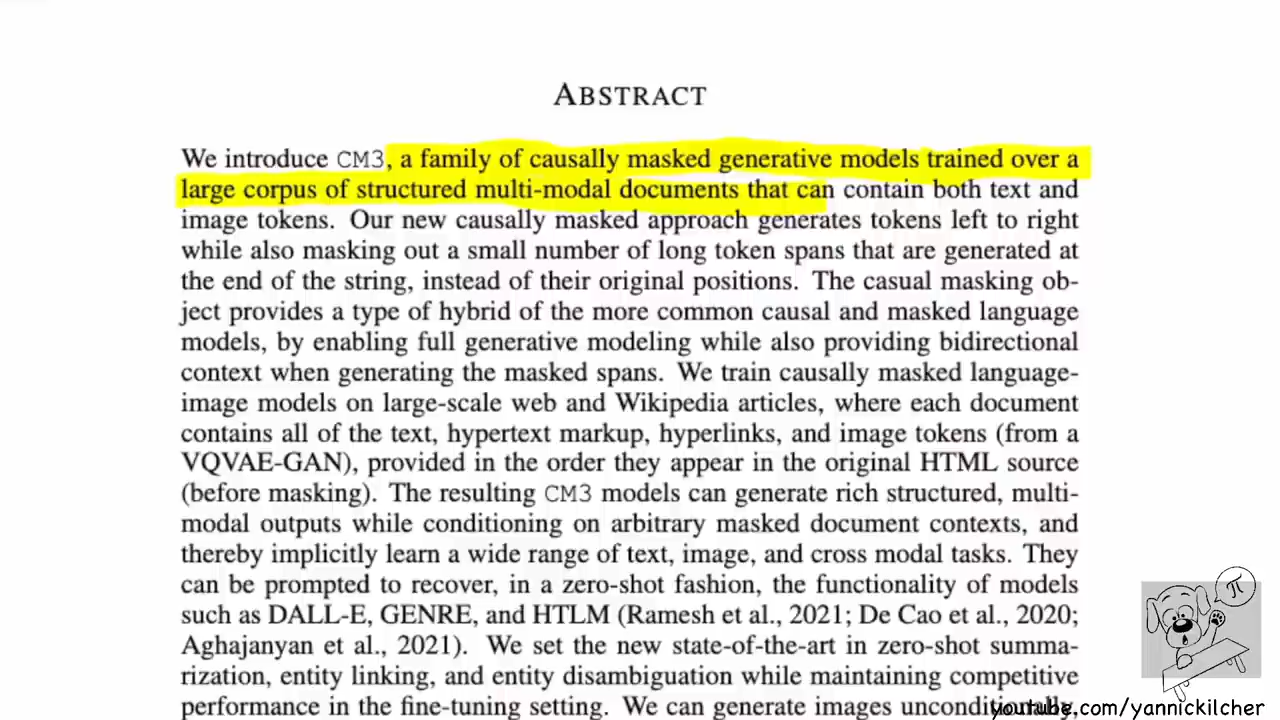 ABSTRACT
We introduce CM3, a family of causally masked generative models trained over a
large corpus of structured multi-modal documents that can contain both text and
image tokens. Our new causally masked approach generates tokens left to right
while also masking out a small number of long token spans that are generated at
the end of the string, instead of their original positions. The casual masking ob-
ject provides a type of hybrid of the more common causal and masked language
models, by enabling full generative modeling while also providing bidirectional
context when generating the masked spans. We train causally masked language-
image models on large-scale web and Wikipedia articles, where each document
contains all of the text, hypertext markup, hyperlinks, and image tokens (from a
VQVAE-GAN), provided in the order they appear in the original HTML source
(before masking). The resulting CM3 models can generate rich structured, multi-
modal outputs while conditioning on arbitrary masked document contexts, and
thereby implicitly learn a wide range of text, image, and cross modal tasks. They
can be prompted to recover, in a zero-shot fashion, the functionality of models
such as DALL-E, GENRE, and HTLM (Ramesh et al., 2021; De Cao et al., 2020;
Aghajanyan et al., 2021). We set the new state-of-the-art in zero-shot summa-
rization, entity linking, and entity disambiguation while maintaining competitive
performance in the fine-tuning setting. We can generate images unconditionally,
π
youtube.com/yannickilcher